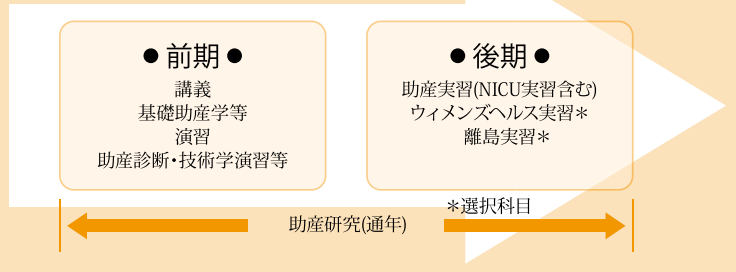 ● 前期 ●
講義
基礎助産学等
演習
助産診断・技術学演習等
● 後期 ●
助産実習(NICU実習含む)
ウィメンズヘルス実習＊
離島実習＊
＊選択科目
助産研究(通年)